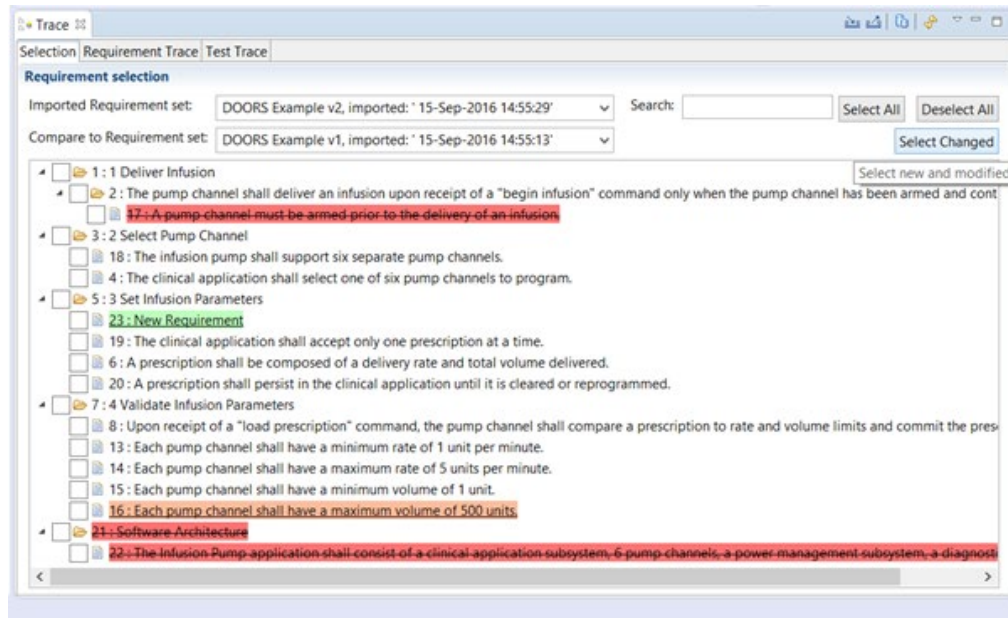 Trace
Selection Requirement Trace Test Trace
Requirement selection
Imported Requirement set: DOORS Example v2, imported: ' 15-Sep-2016 14:55:29' Search: Select All Deselect All
Compare to Requirement set: DOORS Example v1, imported: ' 15-Sep-2016 14:55:13' Select Changed
1 : 1 Deliver Infusion Select new and modified
2 : The pump channel shall deliver an infusion upon receipt of a "begin infusion" command only when the pump channel has been armed and cont
17 : A pump channel must be armed prior to the delivery of an infusion.
3 : 2 Select Pump Channel
18 : The infusion pump shall support six separate pump channels.
4 : The clinical application shall select one of six pump channels to program.
5 : 3 Set Infusion Parameters
23 : New Requirement
19 : The clinical application shall accept only one prescription at a time.
6 : A prescription shall be composed of a delivery rate and total volume delivered.
20 : A prescription shall persist in the clinical application until it is cleared or reprogrammed.
7 : 4 Validate Infusion Parameters
8 : Upon receipt of a "load prescription" command, the pump channel shall compare a prescription to rate and volume limits and commit the pres
13 : Each pump channel shall have a minimum rate of 1 unit per minute.
14 : Each pump channel shall have a maximum rate of 5 units per minute.
15 : Each pump channel shall have a minimum volume of 1 unit.
16 : Each pump channel shall have a maximum volume of 500 units.
21 : Software Architecture
22 : The Infusion Pump application shall consist of a clinical application subsystem, 6 pump channels, a power management subsystem, a diagnosti